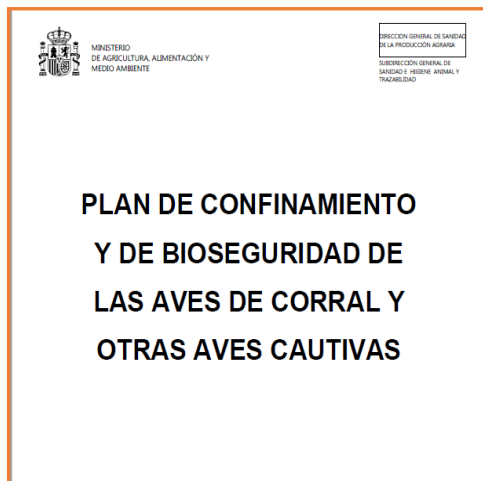 MINISTERIO
DE AGRICULTURA, ALIMENTACIÓN Y
MEDIO AMBIENTE
DIRECCION GENERAL DE SANIDAD
DE LA PRODUCCIÓN AGRARIA
SUBDIRECCIÓN GENERAL DE
SANIDAD E HIGIENE ANIMAL Y
TRAZABILIDAD
PLAN DE CONFINAMIENTO
Y DE BIOSEGURIDAD DE
LAS AVES DE CORRAL Y
OTRAS AVES CAUTIVAS